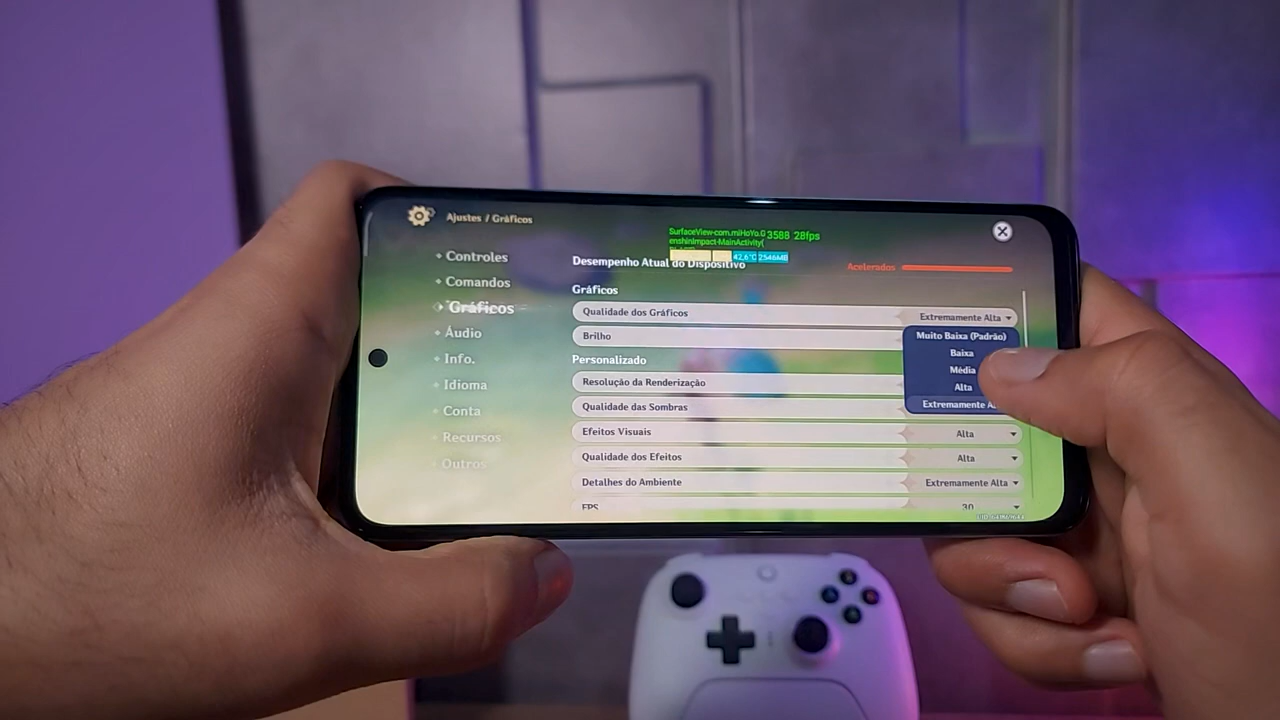 Ajustes / Gráficos
SurfaceView-com.miHoYo.G 3588 28fps
enshinImpact-MainActivity(
42,6°C 2546MB
Controles
Comandos
Gráficos
Áudio
Info.
Idioma
Conta
Recursos
Outros
Desempenho Atual do Dispositivo
Acelerados
Gráficos
Qualidade dos Gráficos Extremamente Alta
Brilho
Muito Baixa (Padrão)
Baixa
Média
Alta
Extremamente A
Personalizado
Resolução da Renderização
Qualidade das Sombras
Efeitos Visuais Alta
Qualidade dos Efeitos Alta
Detalhes do Ambiente Extremamente Alta
FPS 30